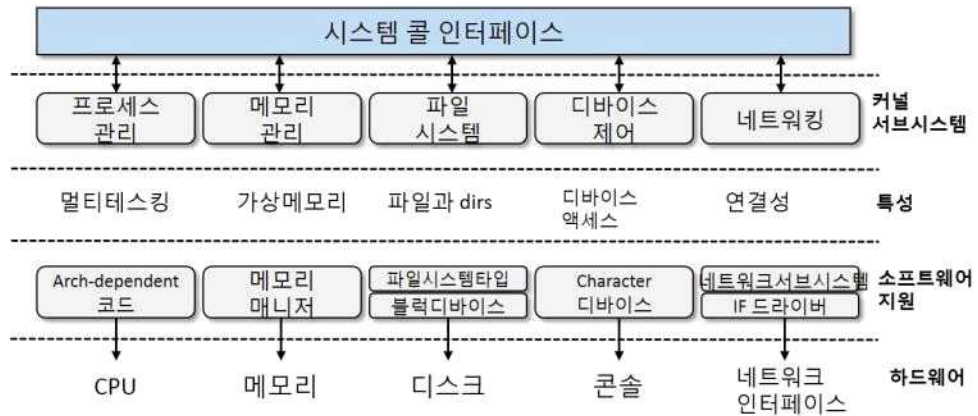 시스템 콜 인터페이스
프로세스
관리
메모리
관리
파일
시스템
디바이스
제어
네트워킹
커널
서브시스템
멀티테스킹
가상메모리
파일과 dirs
디바이스
액세스
연결성
특성
Arch-dependent
코드
메모리
매니저
파일시스템타입
블럭디바이스
Character
디바이스
네트워크서브시스템
IF 드라이버
소프트웨어
지원
CPU
메모리
디스크
콘솔
네트워크
인터페이스
하드웨어